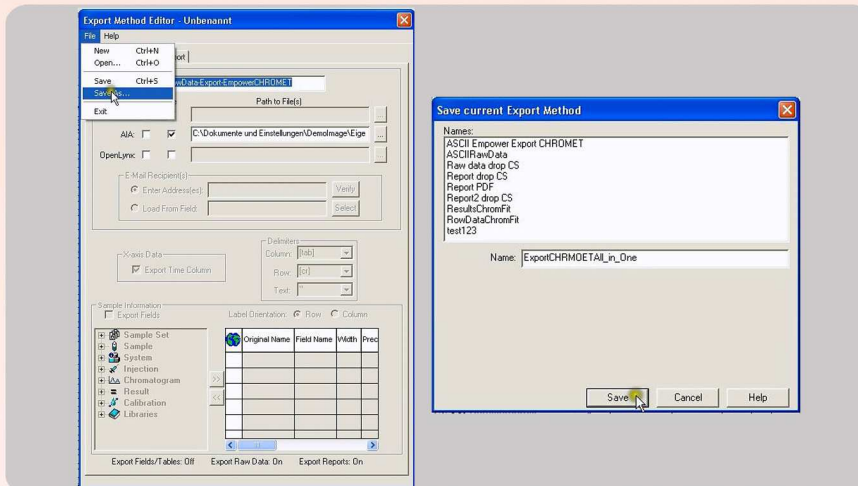 Export Method Editor - Unbenannt
File Help
New Ctrl+N
Open... Ctrl+O
Save Ctrl+S
Save As...
Exit
ort
wData-Export-EmpowerCHROMET
Path to File(s)
...
AIA: C:\Dokumente und Einstellungen\DemoImage\Eige ...
OpenLynx: ...
E-Mail Recipient(s)
Enter Address(es): Verify
Load From Field: Select
X-axis Data
Export Time Column
Delimiters
Column: [tab]
Row: [cr]
Text: "
Sample Information
Export Fields Label Orientation: Row Column
Sample Set
Sample
System
Injection
Chromatogram
Result
Calibration
Libraries
>>
<<
Original Name Field Name Width Prec
Export Fields/Tables: Off Export Raw Data: On Export Reports: On
Save current Export Method
Names:
ASCII Empower Export CHROMET
ASCIIRawData
Raw data drop CS
Report drop CS
Report PDF
Report2 drop CS
ResultsChromFit
RowDataChromFit
test123
Name: ExportCHRMOETAll_in_One
Save Cancel Help